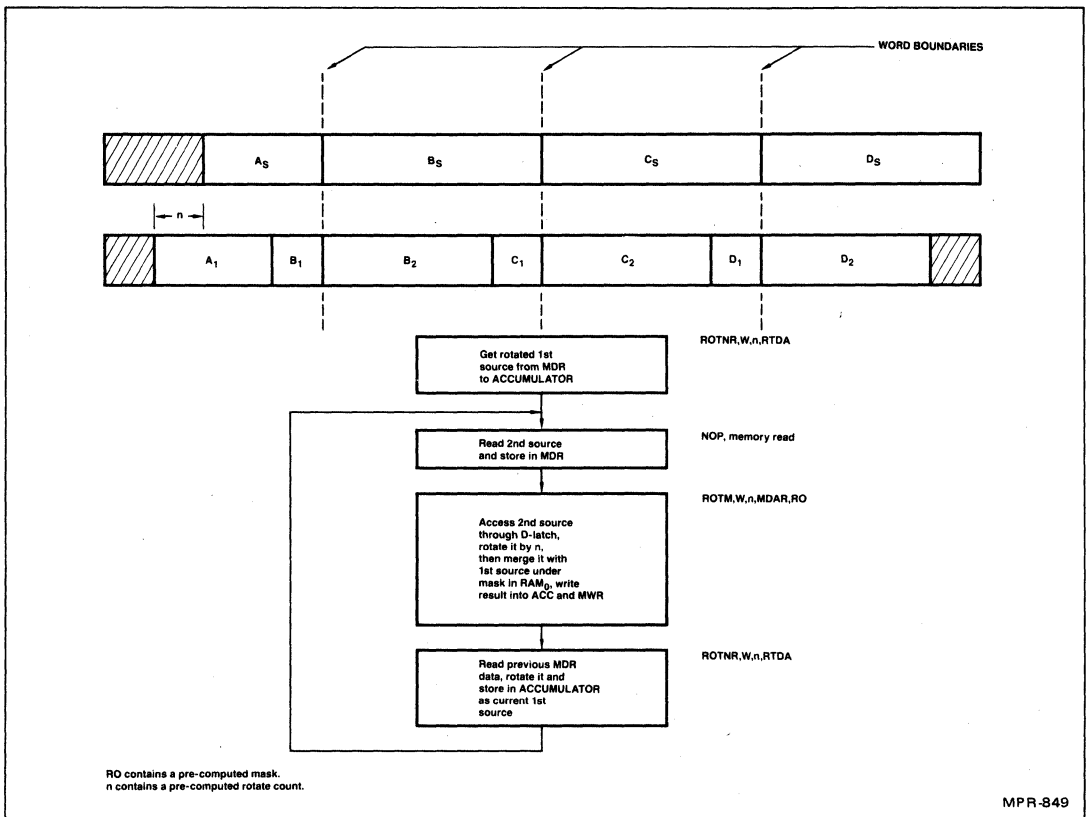 WORD BOUNDARIES
AS BS CS DS
n
A1 B1 B2 C1 C2 D1 D2
Get rotated 1st
source from MDR
to ACCUMULATOR
ROTNR,W,n,RTDA
Read 2nd source
and store in MDR
NOP, memory read
Access 2nd source
through D-latch,
rotate it by n,
then merge it with
1st source under
mask in RAM0, write
result into ACC and MWR
ROTM,W,n,MDAR,RO
Read previous MDR
data, rotate it and
store in ACCUMULATOR
as current 1st
source
ROTNR,W,n,RTDA
RO contains a pre-computed mask.
n contains a pre-computed rotate count.
MPR-849